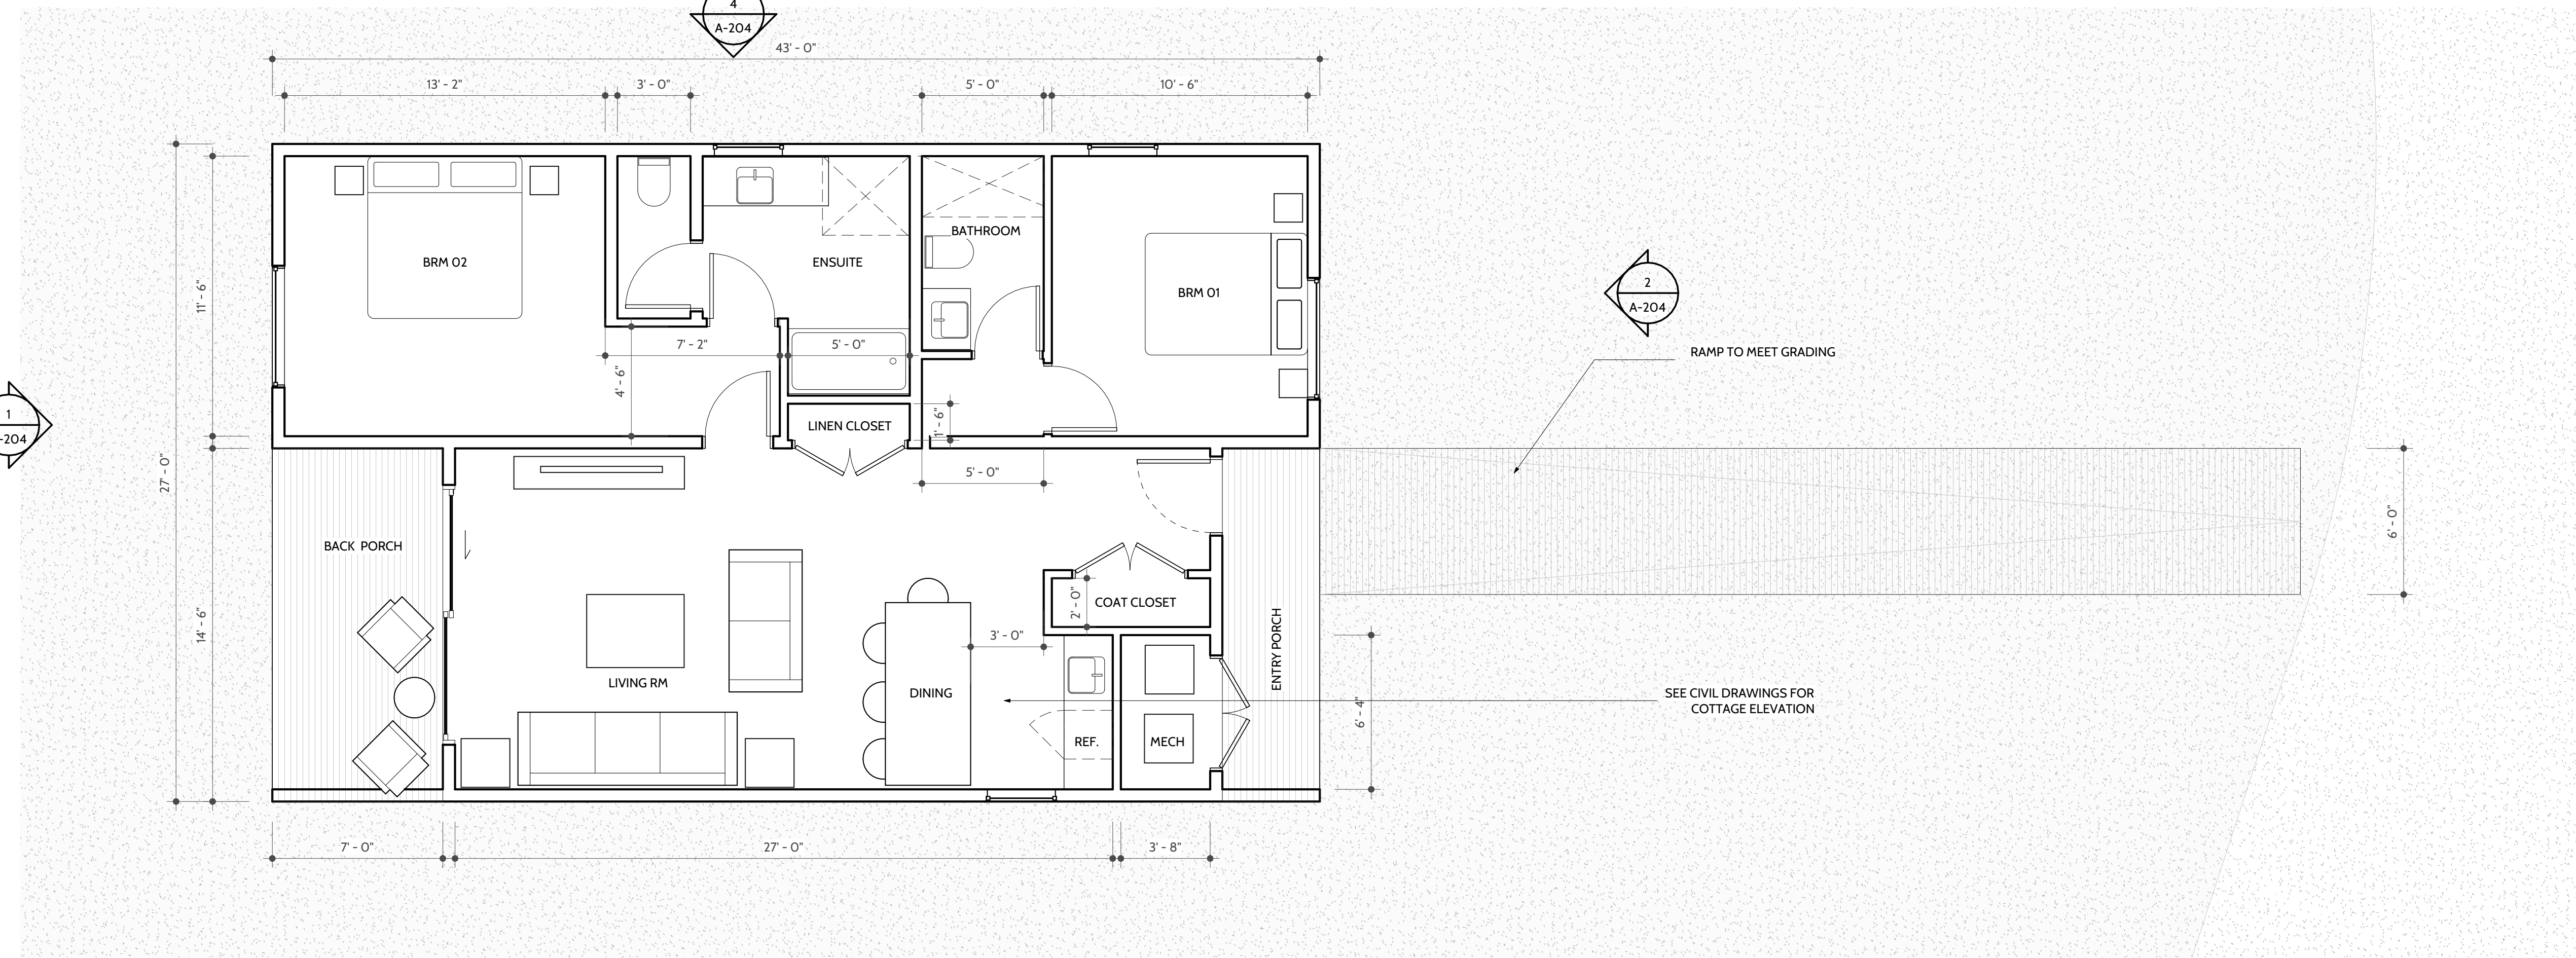 4
A-204
43' - 0"
13' - 2"
3' - 0"
5' - 0"
10' - 6"
BRM 02
ENSUITE
BATHROOM
BRM 01
2
A-204
11' - 6"
7' - 2"
5' - 0"
4' - 6"
RAMP TO MEET GRADING
1
-204
LINEN CLOSET
1' - 6"
27' - 0"
5' - 0"
6' - 0"
BACK PORCH
14' - 6"
2' - 0"
COAT CLOSET
ENTRY PORCH
3' - 0"
LIVING RM
DINING
SEE CIVIL DRAWINGS FOR
COTTAGE ELEVATION
6' - 4"
REF.
MECH
7' - 0"
27' - 0"
3' - 8"